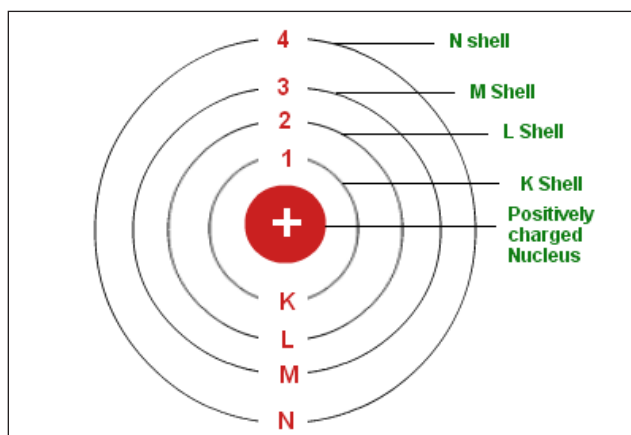 4
N shell
3
M Shell
2
L Shell
1
K Shell
+
Positively
charged
Nucleus
K
L
M
N